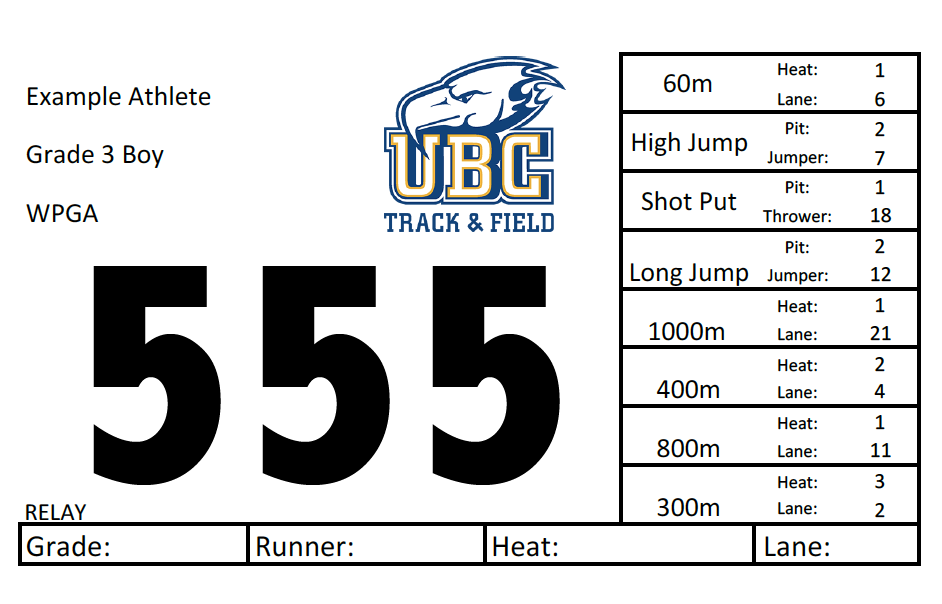 Example Athlete
Grade 3 Boy
WPGA
UBC
TRACK & FIELD
555
60m
Heat: 1
Lane: 6
High Jump
Pit: 2
Jumper: 7
Shot Put
Pit: 1
Thrower: 18
Long Jump
Pit: 2
Jumper: 12
1000m
Heat: 1
Lane: 21
400m
Heat: 2
Lane: 4
800m
Heat: 1
Lane: 11
300m
Heat: 3
Lane: 2
RELAY
Grade: Runner: Heat: Lane: